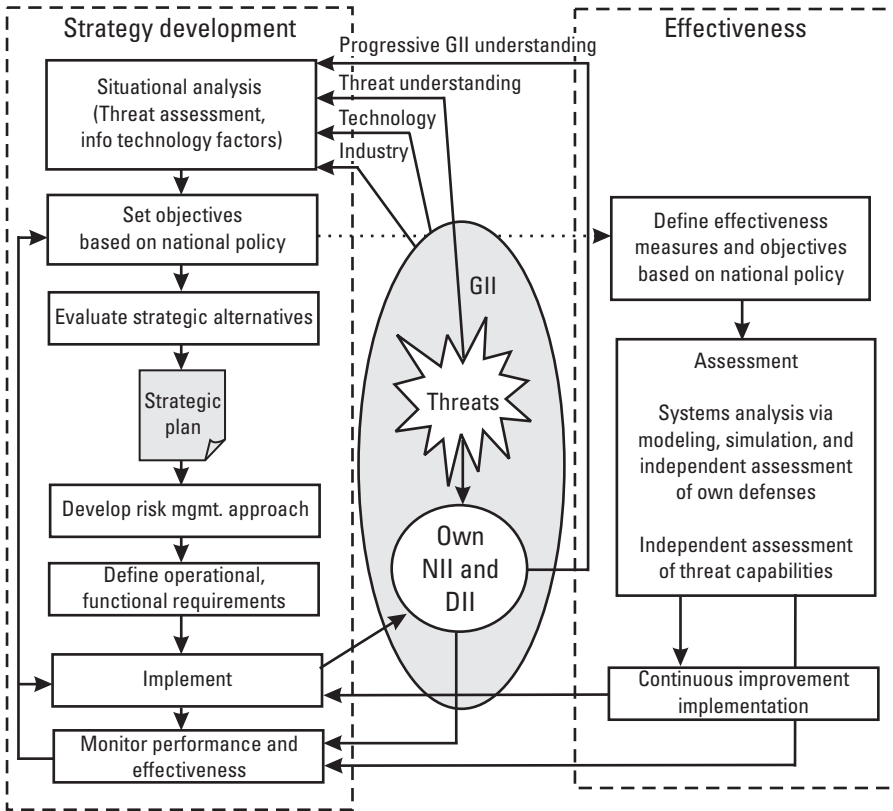 Strategy development
Situational analysis
(Threat assessment,
info technology factors)
Set objectives
based on national policy
Evaluate strategic alternatives
Strategic
plan
Develop risk mgmt. approach
Define operational,
functional requirements
Implement
Monitor performance and
effectiveness
Progressive GII understanding
Threat understanding
Technology
Industry
GII
Threats
Own
NII and
DII
Effectiveness
Define effectiveness
measures and objectives
based on national policy
Assessment
Systems analysis via
modeling, simulation, and
independent assessment
of own defenses
Independent assessment
of threat capabilities
Continuous improvement
implementation